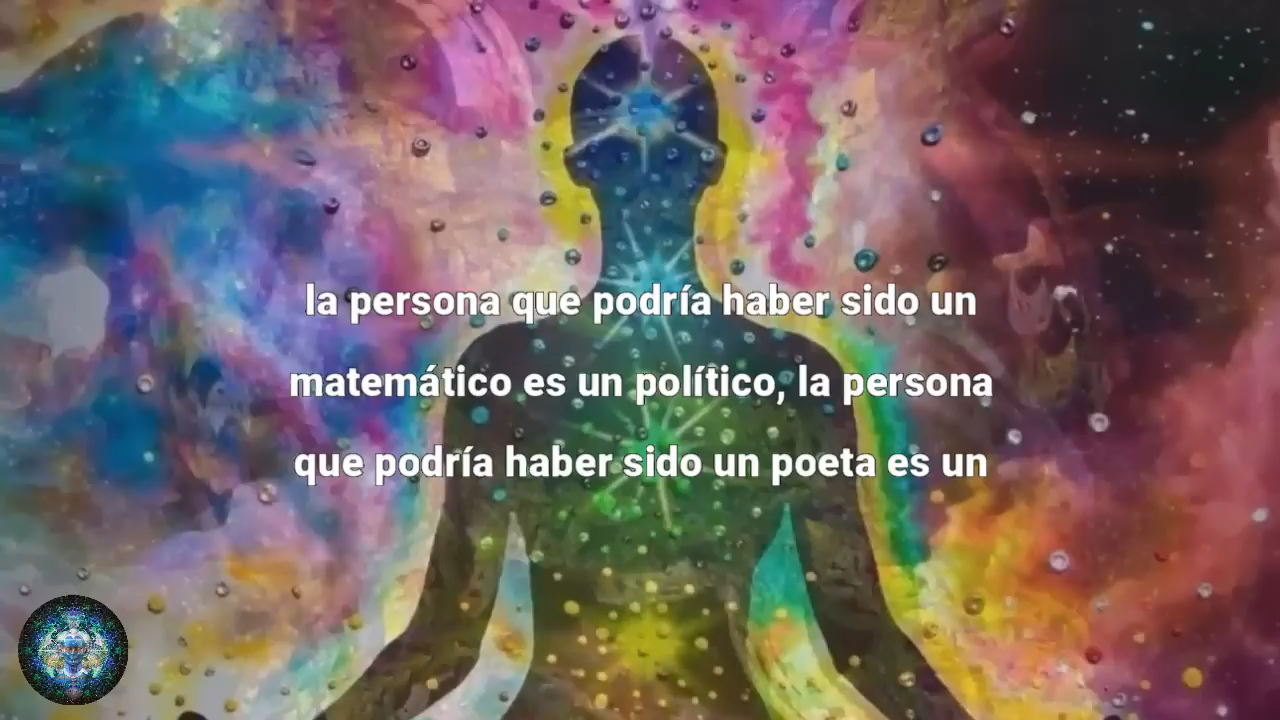 la persona que podría haber sido un
matemático es un político, la persona
que podría haber sido un poeta es un